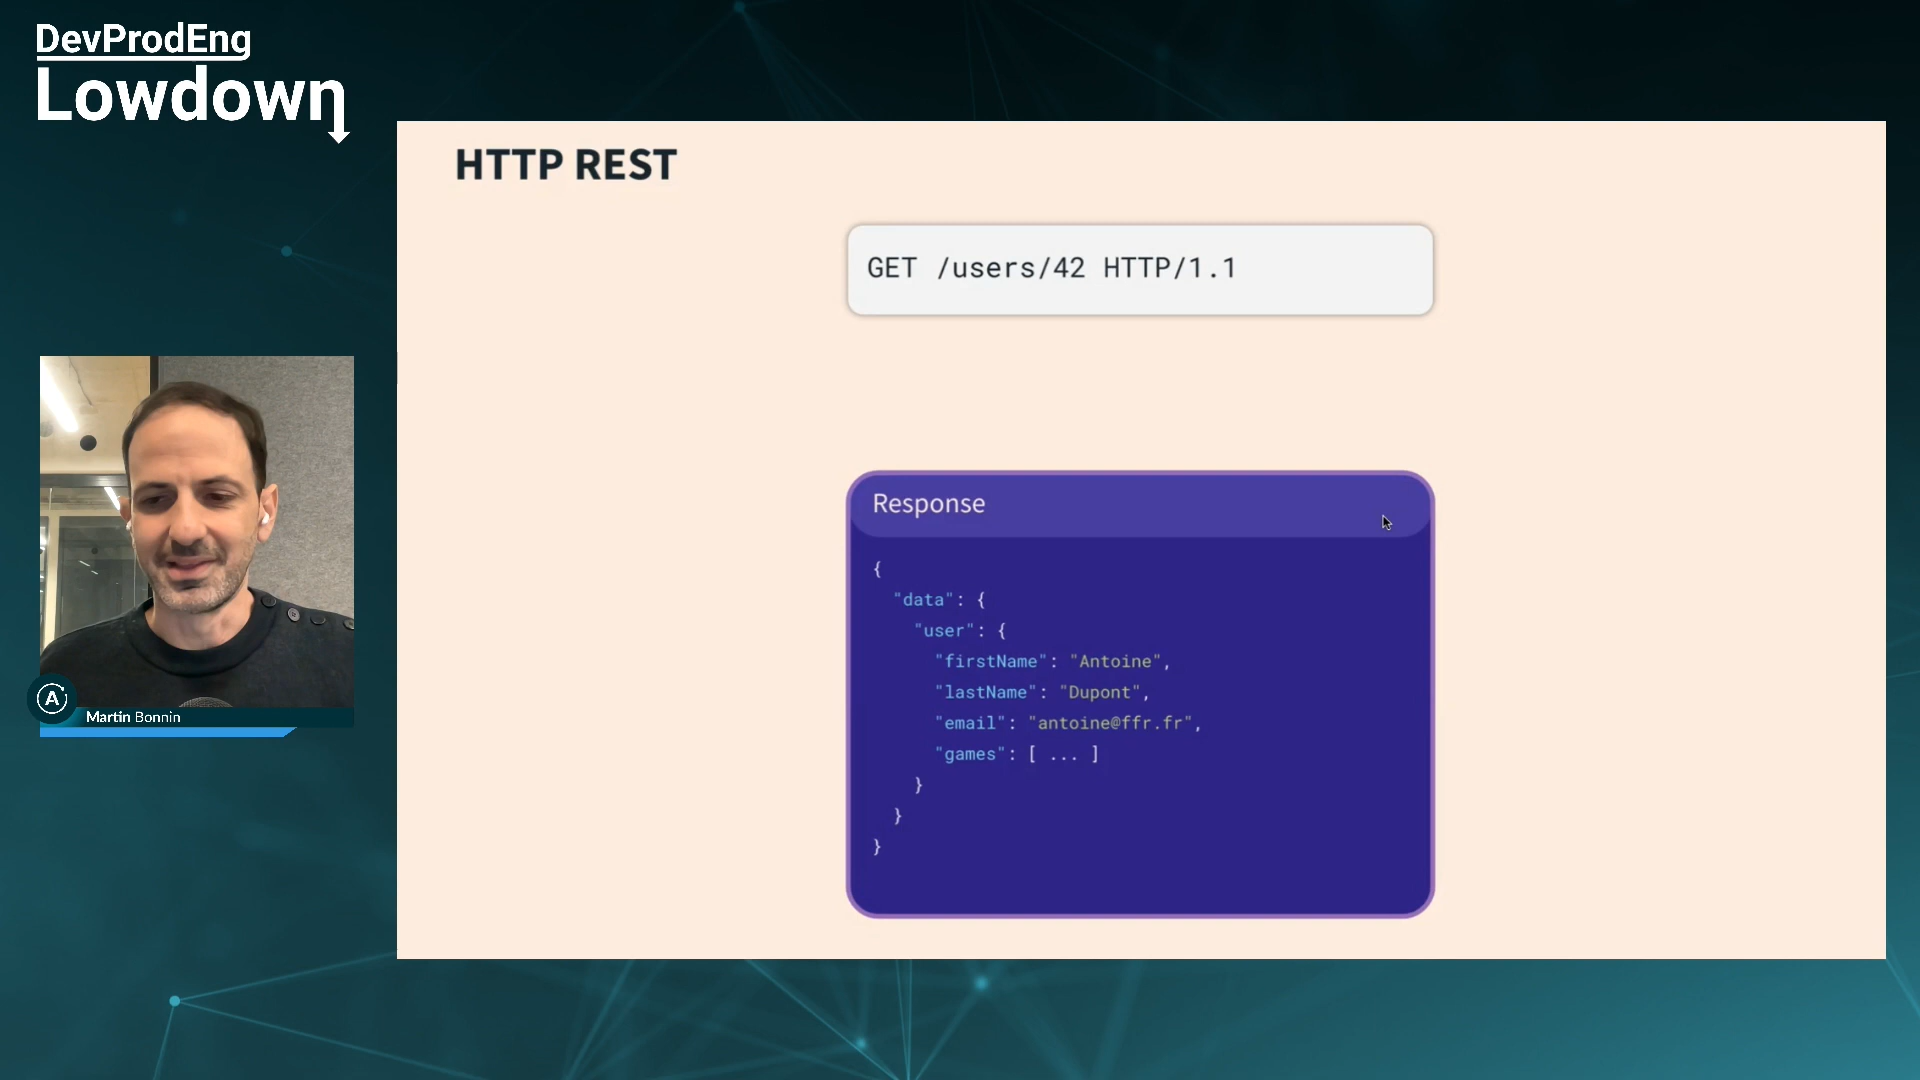 DevProdEng
Lowdown
HTTP REST
GET /users/42 HTTP/1.1
Response
{
"data": {
"user": {
"firstName": "Antoine",
"lastName": "Dupont",
"email": "antoine@ffr.fr",
"games": [ ... ]
}
}
}
A
Martin Bonnin